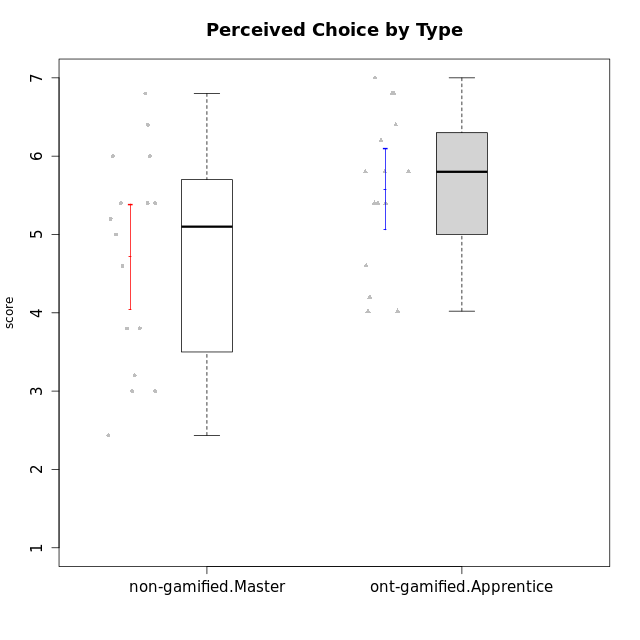 Perceived Choice by Type
score
7
6
5
4
3
2
1
non-gamified.Master
ont-gamified.Apprentice